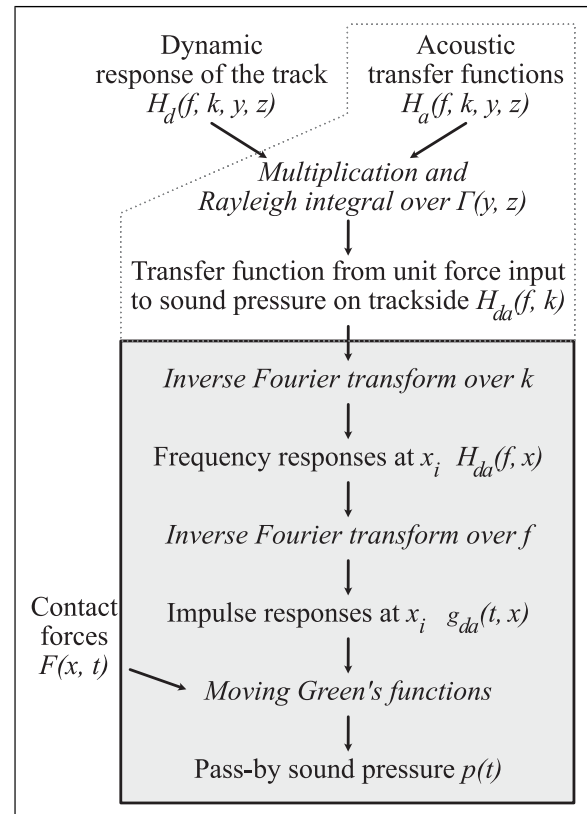 Dynamic
response of the track
H_d(f, k, y, z)
Acoustic
transfer functions
H_a(f, k, y, z)
Multiplication and
Rayleigh integral over Γ(y, z)
Transfer function from unit force input
to sound pressure on trackside H_da(f, k)
Inverse Fourier transform over k
Frequency responses at x_i H_da(f, x)
Inverse Fourier transform over f
Impulse responses at x_i g_da(t, x)
Contact
forces
F(x, t)
Moving Green's functions
Pass-by sound pressure p(t)